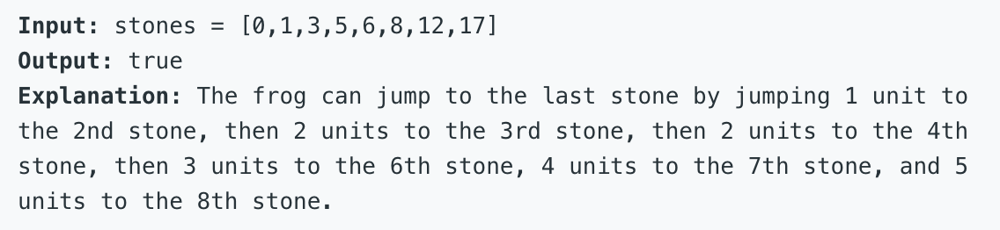 Input: stones = [0,1,3,5,6,8,12,17]
Output: true
Explanation: The frog can jump to the last stone by jumping 1 unit to
the 2nd stone, then 2 units to the 3rd stone, then 2 units to the 4th
stone, then 3 units to the 6th stone, 4 units to the 7th stone, and 5
units to the 8th stone.